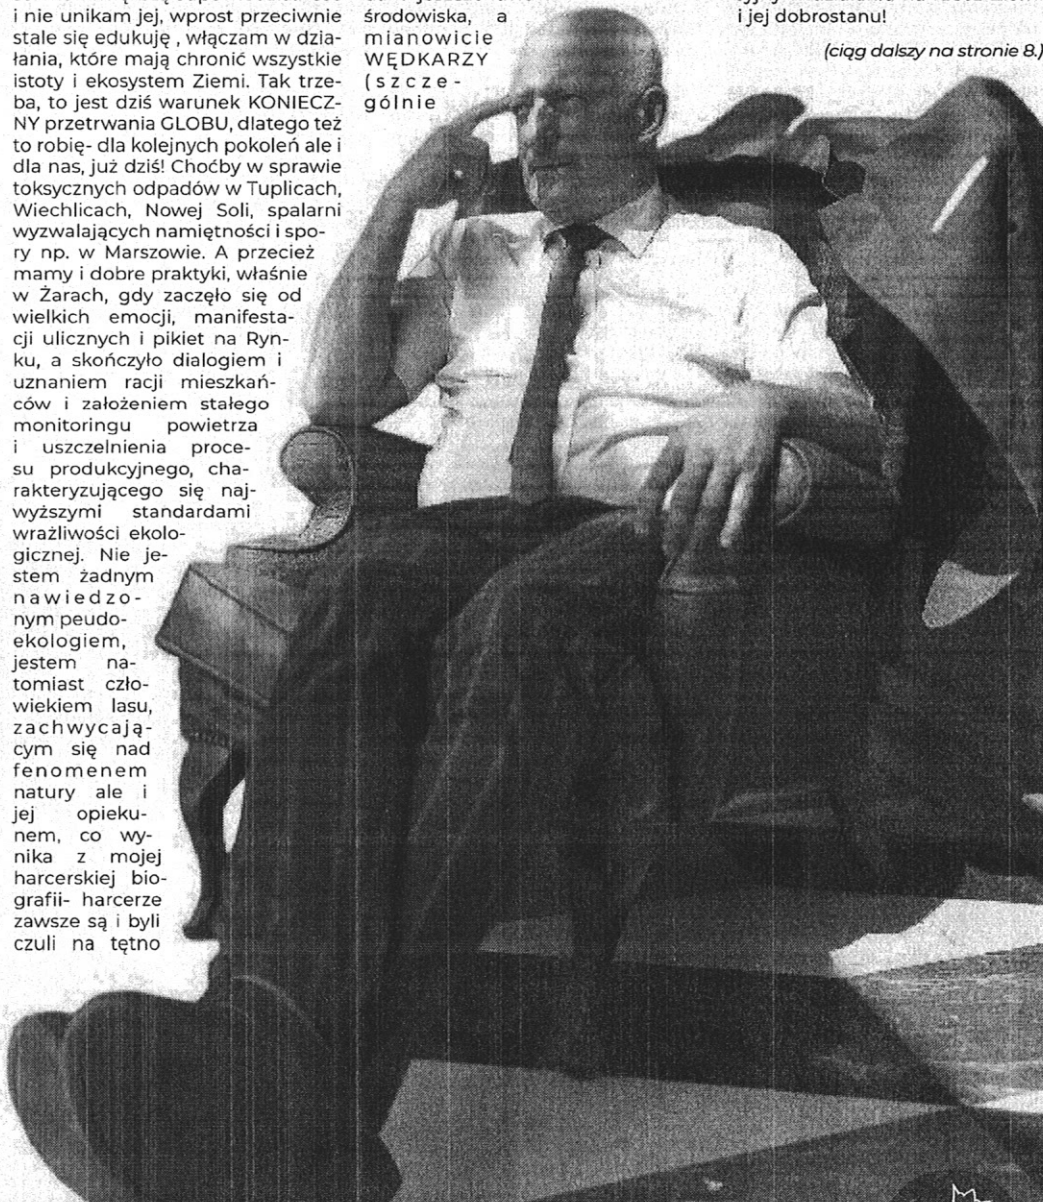 i nie unikam jej, wprost przeciwnie
stale się edukuję , włączam w dzia-
łania, które mają chronić wszystkie
istoty i ekosystem Ziemi. Tak trze-
ba, to jest dziś warunek KONIECZ-
NY przetrwania GLOBU, dlatego też
to robię- dla kolejnych pokoleń ale i
dla nas, już dziś! Choćby w sprawie
toksycznych odpadów w Tuplicach,
Wiechlicach, Nowej Soli, spalarni
wyzwalających namiętności i spo-
ry np. w Marszowie. A przecież
mamy i dobre praktyki, właśnie
w Żarach, gdy zaczęło się od
wielkich emocji, manifesta-
cji ulicznych i pikiet na Ryn-
ku, a skończyło dialogiem i
uznaniem racji mieszkań-
ców i założeniem stałego
monitoringu powietrza
i uszczelnienia proce-
su produkcyjnego, cha-
rakteryzującego się naj-
wyższymi standardami
wrażliwości ekolo-
gicznej. Nie je-
stem żadnym
nawiedzo-
nym peudo-
ekologiem,
jestem na-
tomiast czło-
wiekiem lasu,
zachwycają-
cym się nad
fenomenem
natury ale i
jej opieku-
nem, co wy-
nika z mojej
harcerskiej bio-
grafii- harcerze
zawsze są i byli
czuli na tętno
środowiska, a
mianowicie
WĘDKARZY
(szcze-
gólnie
i jej dobrostanu!
(ciąg dalszy na stronie 8.)